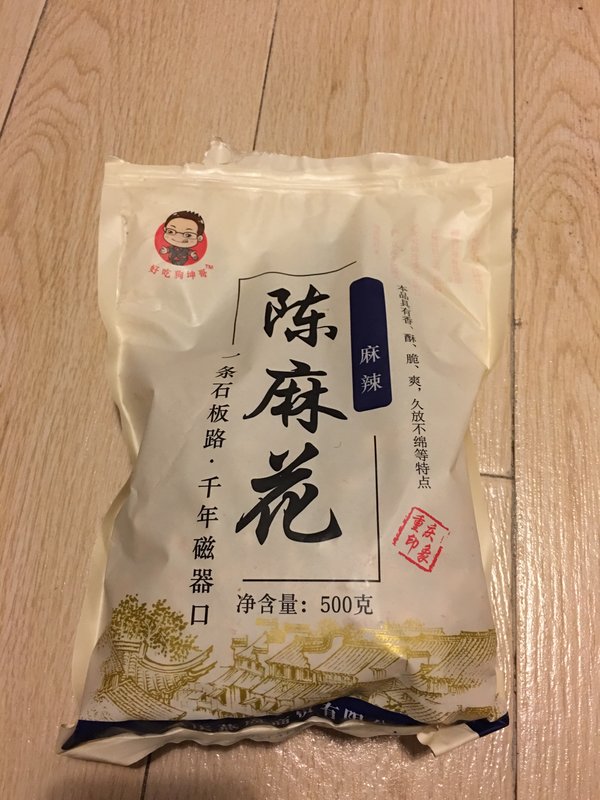 好吃狗坤哥
陈麻花
麻辣
本品具有香、酥、脆、爽，久放不绵等特点
一条石板路·千年磁器口
重庆印象
净含量：500克